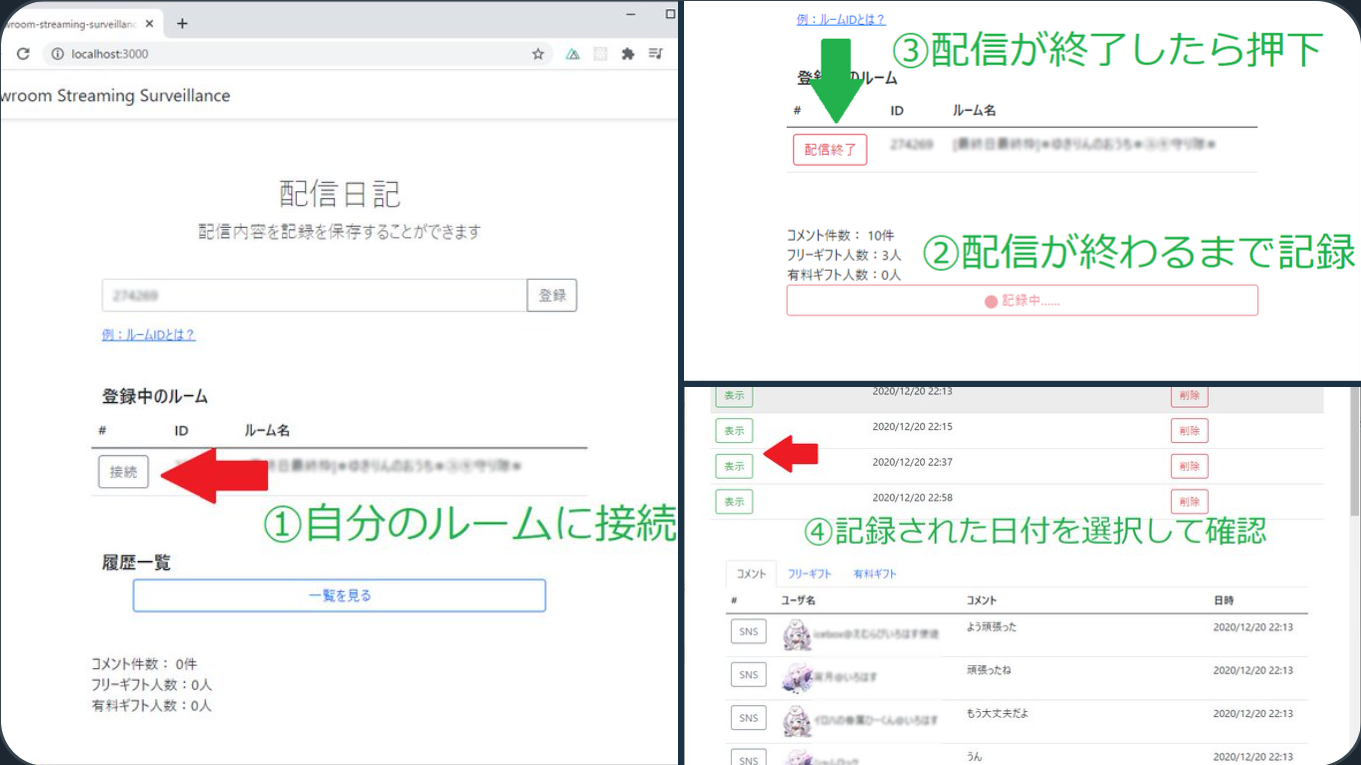 wroom-streaming-surveillanc
localhost:3000
wroom Streaming Surveillance
配信日記
配信内容を記録を保存することができます
登録
例：ルームIDとは？
登録中のルーム
# ID ルーム名
接続
①自分のルームに接続
履歴一覧
一覧を見る
コメント件数： 0件
フリーギフト人数：0人
有料ギフト人数：0人
例：ルームIDとは？
③配信が終了したら押下
登 のルーム
# ID ルーム名
配信終了
コメント件数： 10件
フリーギフト人数：3人
有料ギフト人数：0人
②配信が終わるまで記録
記録中......
表示 2020/12/20 22:13 削除
表示 2020/12/20 22:15 削除
表示 2020/12/20 22:37 削除
表示 2020/12/20 22:58 削除
④記録された日付を選択して確認
コメント フリーギフト 有料ギフト
# ユーザ名 コメント 日時
SNS よう頑張った 2020/12/20 22:13
SNS 頑張ったね 2020/12/20 22:13
SNS もう大丈夫だよ 2020/12/20 22:13
SNS うん 2020/12/20 22:13